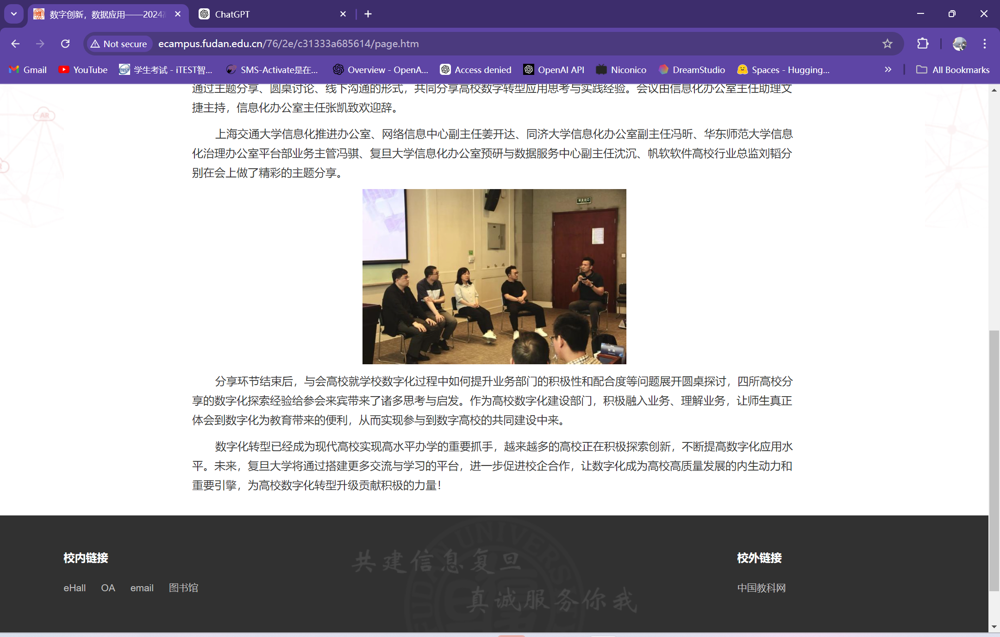 数字创新，数据应用——2024
ChatGPT
Not secure
ecampus.fudan.edu.cn/76/2e/c31333a685614/page.htm
Gmail
YouTube
学生考试 - iTEST智...
SMS-Activate是在...
Overview - OpenA...
Access denied
OpenAI API
Niconico
DreamStudio
Spaces - Hugging...
All Bookmarks
通过主题分享、圆桌讨论、线下沟通的形式，共同分享高校数字转型应用思考与实践经验。会议由信息化办公室主任助理文
捷主持，信息化办公室主任张凯致欢迎辞。
AR
上海交通大学信息化推进办公室、网络信息中心副主任姜开达、同济大学信息化办公室副主任冯昕、华东师范大学信息
化治理办公室平台部业务主管冯骐、复旦大学信息化办公室预研与数据服务中心副主任沈沉、帆软软件高校行业总监刘韬分
别在会上做了精彩的主题分享。
安全出口
分享环节结束后，与会高校就学校数字化过程中如何提升业务部门的积极性和配合度等问题展开圆桌探讨，四所高校分
享的数字化探索经验给参会来宾带来了诸多思考与启发。作为高校数字化建设部门，积极融入业务、理解业务，让师生真正
体会到数字化为教育带来的便利，从而实现参与到数字高校的共同建设中来。
数字化转型已经成为现代高校实现高水平办学的重要抓手，越来越多的高校正在积极探索创新，不断提高数字化应用水
平。未来，复旦大学将通过搭建更多交流与学习的平台，进一步促进校企合作，让数字化成为高校高质量发展的内生动力和
重要引擎，为高校数字化转型升级贡献积极的力量！
校内链接
eHall OA email 图书馆
共建信息复旦
真诚服务你我
校外链接
中国教科网